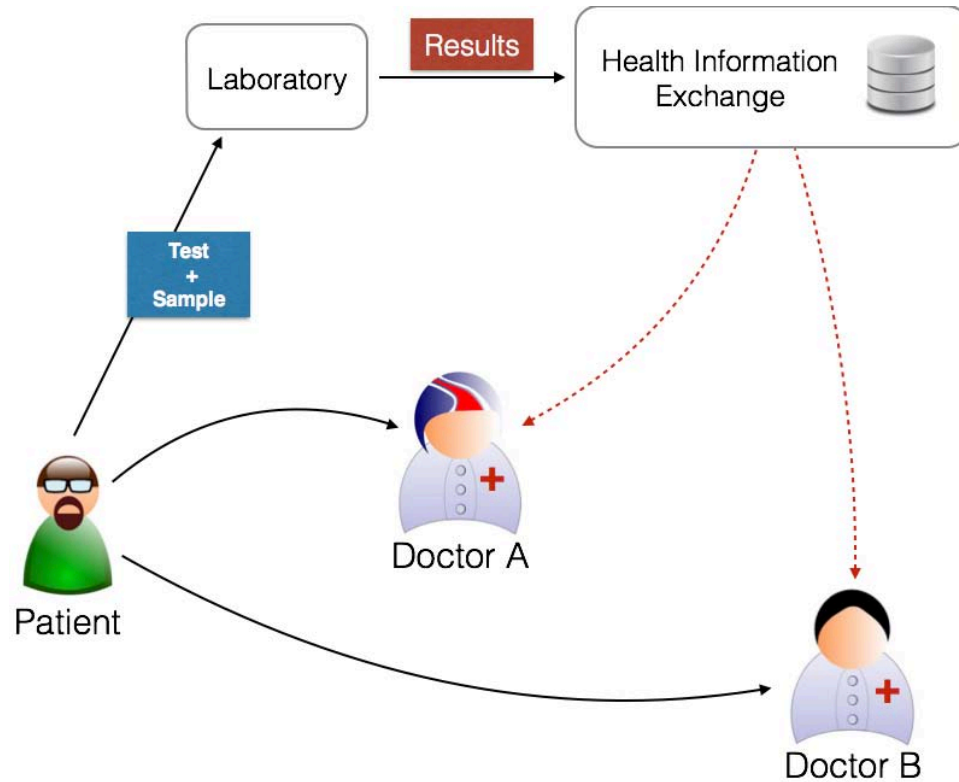 Results
Laboratory
Health Information
Exchange
Test
+
Sample
Doctor A
Patient
Doctor B